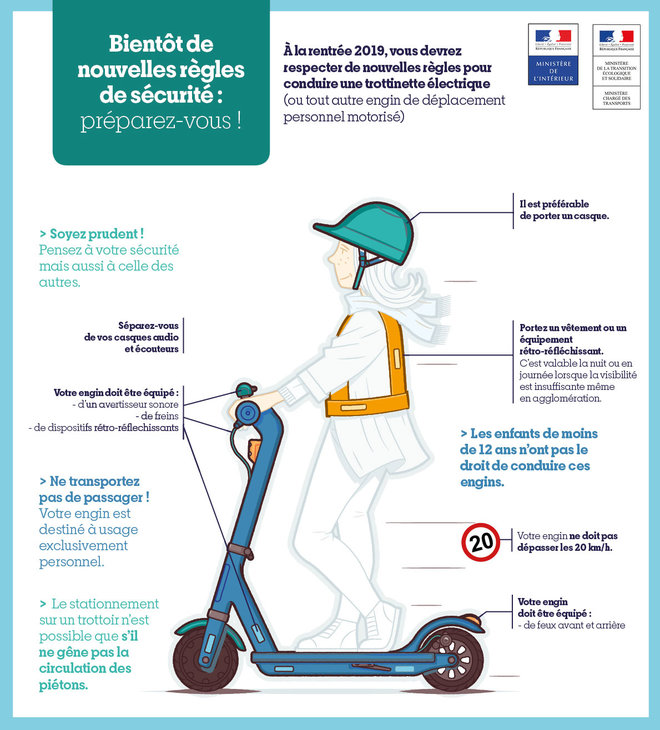 Bientôt de
nouvelles règles
de sécurité :
préparez-vous !
À la rentrée 2019, vous devrez
respecter de nouvelles règles pour
conduire une trottinette électrique
(ou tout autre engin de déplacement
personnel motorisé)
Liberté • Égalité • Fraternité
RÉPUBLIQUE FRANÇAISE
MINISTÈRE
DE
L'INTÉRIEUR
Liberté • Égalité • Fraternité
RÉPUBLIQUE FRANÇAISE
MINISTÈRE
DE LA TRANSITION
ÉCOLOGIQUE
ET SOLIDAIRE
MINISTÈRE
CHARGÉ DES
TRANSPORTS
Il est préférable
de porter un casque.
> Soyez prudent !
Pensez à votre sécurité
mais aussi à celle des
autres.
Séparez-vous
de vos casques audio
et écouteurs
Portez un vêtement ou un
équipement
rétro-réfléchissant.
C'est valable la nuit ou en
journée lorsque la visibilité
est insuffisante même
en agglomération.
Votre engin doit être équipé :
- d'un avertisseur sonore
- de freins
- de dispositifs rétro-réflechissants
> Les enfants de moins
de 12 ans n'ont pas le
droit de conduire ces
engins.
> Ne transportez
pas de passager !
Votre engin est
destiné à usage
exclusivement
personnel.
20
Votre engin ne doit pas
dépasser les 20 km/h.
> Le stationnement
sur un trottoir n'est
possible que s'il
ne gêne pas la
circulation des
piétons.
Votre engin
doit être équipé :
- de feux avant et arrière